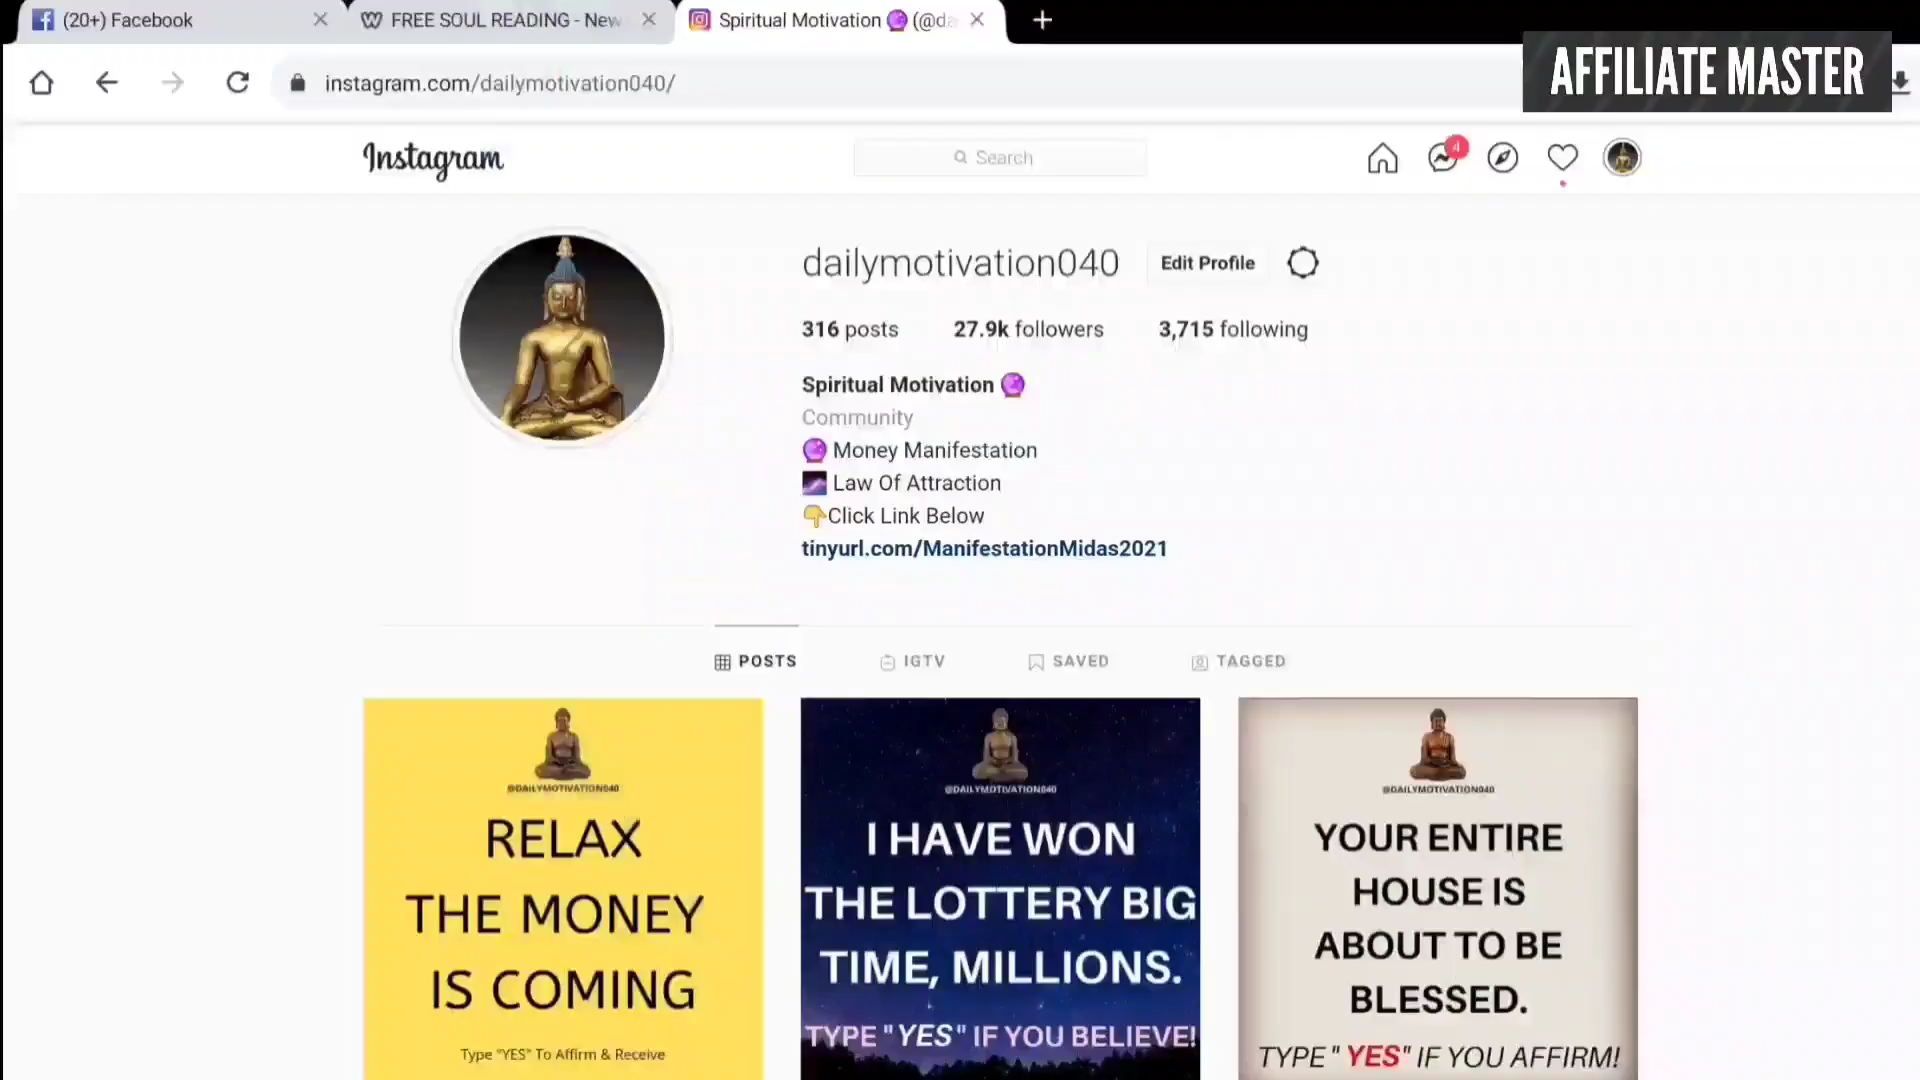 (20+) Facebook
FREE SOUL READING - New
Spiritual Motivation 🔮 (@da
AFFILIATE MASTER
instagram.com/dailymotivation040/
Instagram
Search
4
dailymotivation040
Edit Profile
316 posts 27.9k followers 3,715 following
Spiritual Motivation 🔮
Community
🔮 Money Manifestation
🌌 Law Of Attraction
👇Click Link Below
tinyurl.com/ManifestationMidas2021
POSTS
IGTV
SAVED
TAGGED
@DAILYMOTIVATION040
RELAX
THE MONEY
IS COMING
Type "YES" To Affirm & Receive
@DAILYMOTIVATION040
I HAVE WON
THE LOTTERY BIG
TIME, MILLIONS.
TYPE "YES" IF YOU BELIEVE!
@DAILYMOTIVATION040
YOUR ENTIRE
HOUSE IS
ABOUT TO BE
BLESSED.
TYPE " YES" IF YOU AFFIRM!